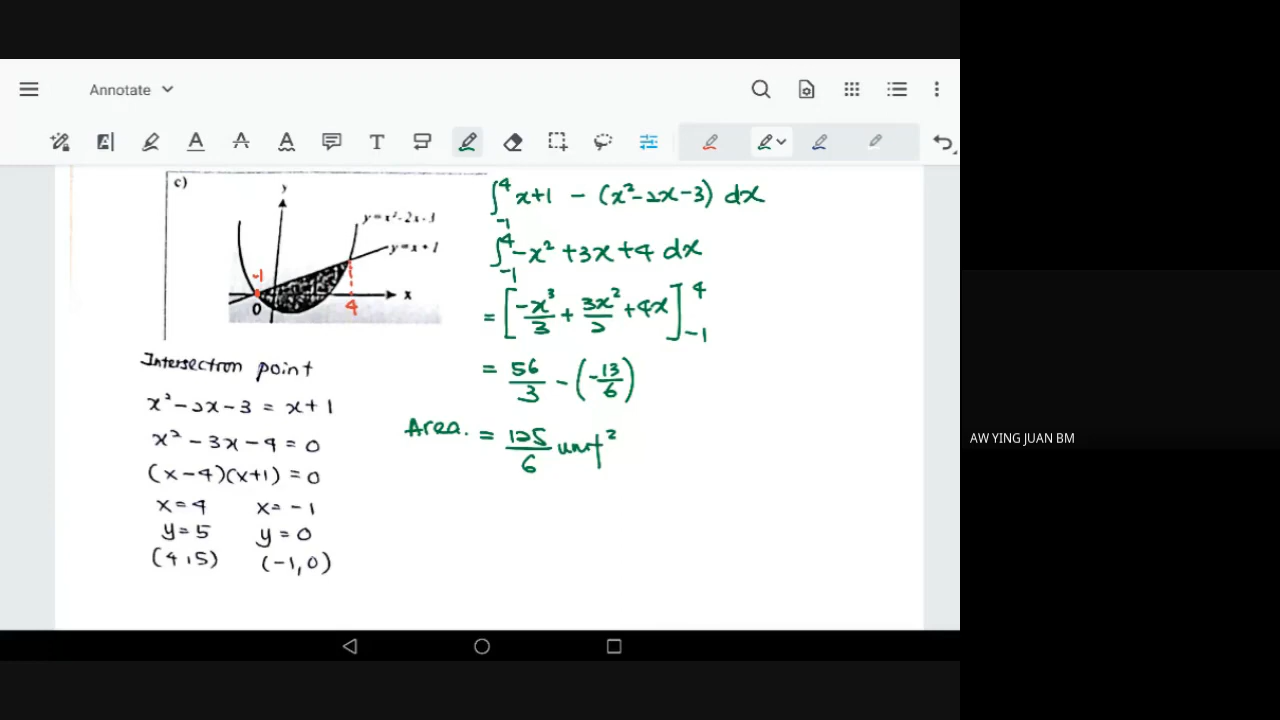 Annotate
c)
y
y = x² - 2x - 3
y = x + 1
-1
x
0
4
Intersection point
x² - 2x - 3 = x + 1
x² - 3x - 4 = 0
(x - 4)(x + 1) = 0
x = 4 x = -1
y = 5 y = 0
(4, 5) (-1, 0)
∫₋₁⁴ x + 1 - (x² - 2x - 3) dx
∫₋₁⁴ -x² + 3x + 4 dx
= [-x³/3 + 3x²/2 + 4x]₋₁⁴
= 56/3 - (-13/6)
Area. = 125/6 unit²
AW YING JUAN BM